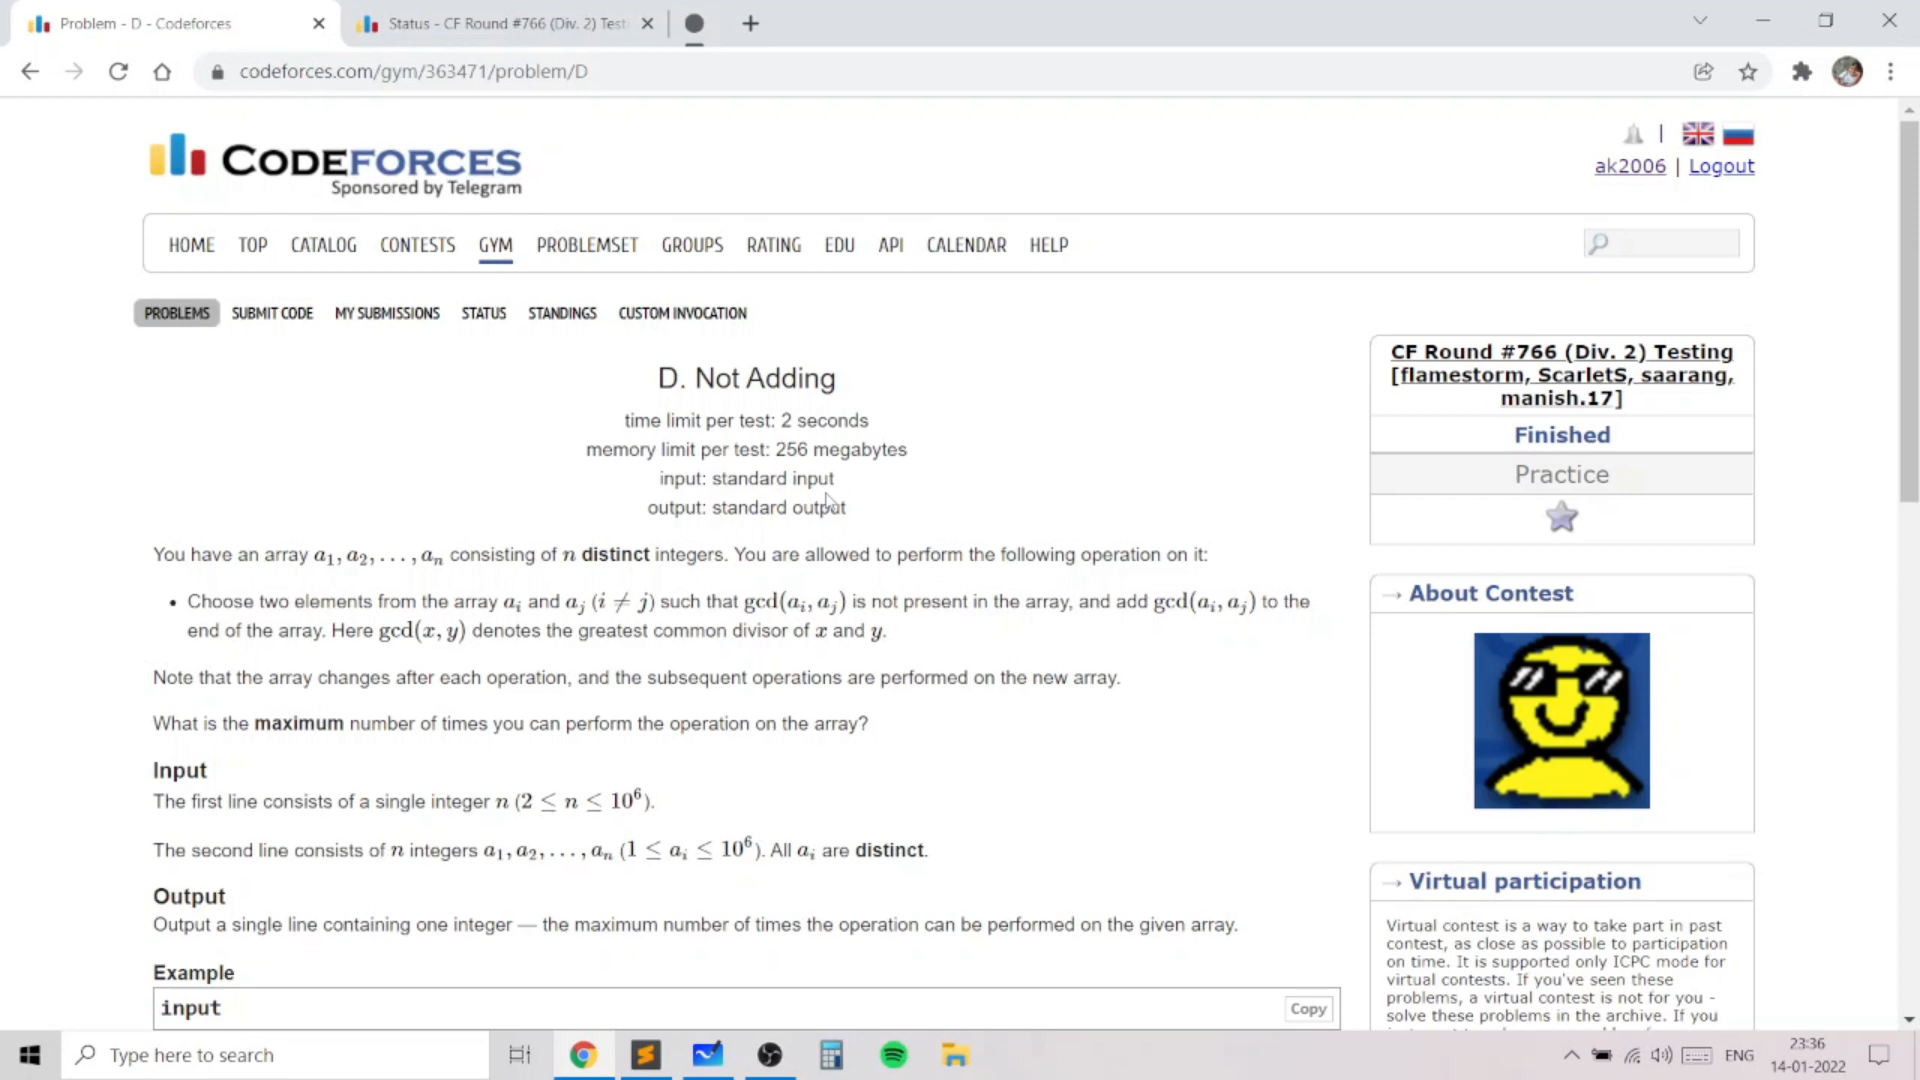 Problem - D - Codeforces
Status - CF Round #766 (Div. 2) Test
codeforces.com/gym/363471/problem/D
CODEFORCES
Sponsored by Telegram
ak2006 | Logout
HOME TOP CATALOG CONTESTS GYM PROBLEMSET GROUPS RATING EDU API CALENDAR HELP
PROBLEMS SUBMIT CODE MY SUBMISSIONS STATUS STANDINGS CUSTOM INVOCATION
D. Not Adding
time limit per test: 2 seconds
memory limit per test: 256 megabytes
input: standard input
output: standard output
You have an array a₁, a₂, . . . , aₙ consisting of n distinct integers. You are allowed to perform the following operation on it:
• Choose two elements from the array aᵢ and aⱼ (i ≠ j) such that gcd(aᵢ, aⱼ) is not present in the array, and add gcd(aᵢ, aⱼ) to the
end of the array. Here gcd(x, y) denotes the greatest common divisor of x and y.
Note that the array changes after each operation, and the subsequent operations are performed on the new array.
What is the maximum number of times you can perform the operation on the array?
Input
The first line consists of a single integer n (2 ≤ n ≤ 10⁶).
The second line consists of n integers a₁, a₂, . . . , aₙ (1 ≤ aᵢ ≤ 10⁶). All aᵢ are distinct.
Output
Output a single line containing one integer — the maximum number of times the operation can be performed on the given array.
Example
input
Copy
CF Round #766 (Div. 2) Testing
[flamestorm, ScarletS, saarang,
manish.17]
Finished
Practice
→ About Contest
→ Virtual participation
Virtual contest is a way to take part in past
contest, as close as possible to participation
on time. It is supported only ICPC mode for
virtual contests. If you've seen these
problems, a virtual contest is not for you -
solve these problems in the archive. If you
Type here to search
ENG
23:36
14-01-2022